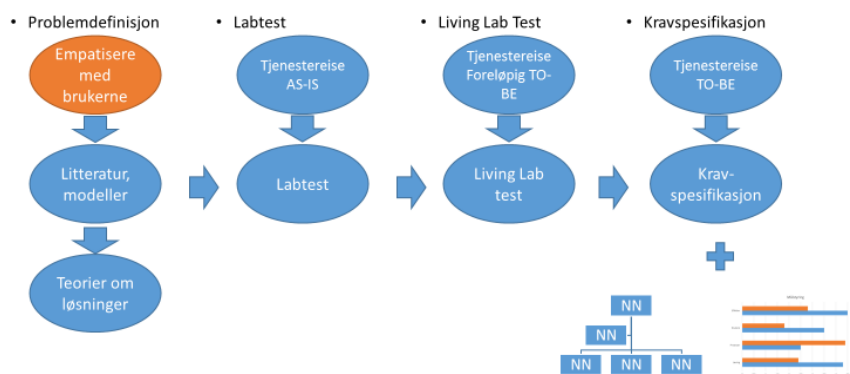 • Problemdefinisjon
• Labtest
• Living Lab Test
• Kravspesifikasjon
Empatisere
med
brukerne
Tjenestereise
AS-IS
Tjenestereise
Foreløpig TO-
BE
Tjenestereise
TO-BE
Litteratur,
modeller
Labtest
Living Lab
test
Krav-
spesifikasjon
Teorier om
løsninger
NN
NN
NN
NN
NN